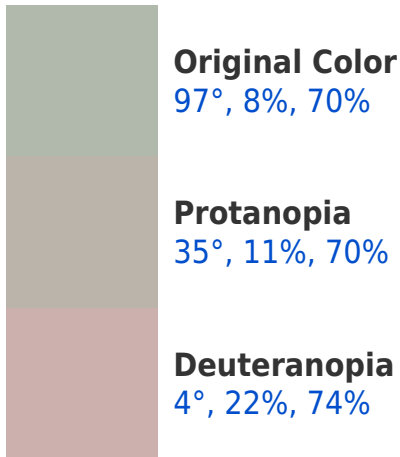 Original Color
97°, 8%, 70%
Protanopia
35°, 11%, 70%
Deuteranopia
4°, 22%, 74%